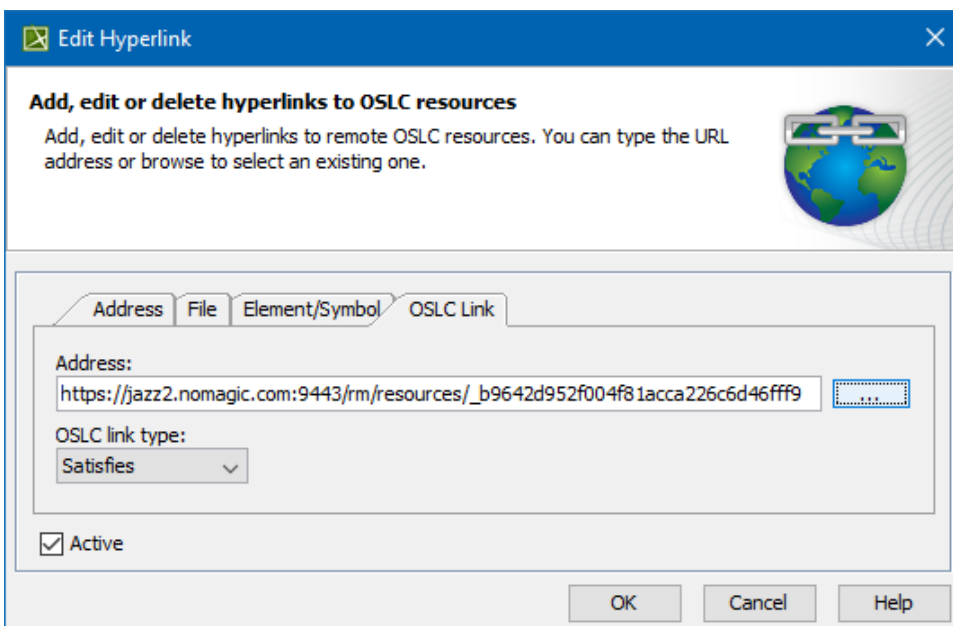 Edit Hyperlink
Add, edit or delete hyperlinks to OSLC resources
Add, edit or delete hyperlinks to remote OSLC resources. You can type the URL
address or browse to select an existing one.
Address File Element/Symbol OSLC Link
Address:
https://jazz2.nomagic.com:9443/rm/resources/_b9642d952f004f81acca226c6d46fff9 ...
OSLC link type:
Satisfies
Active
OK Cancel Help